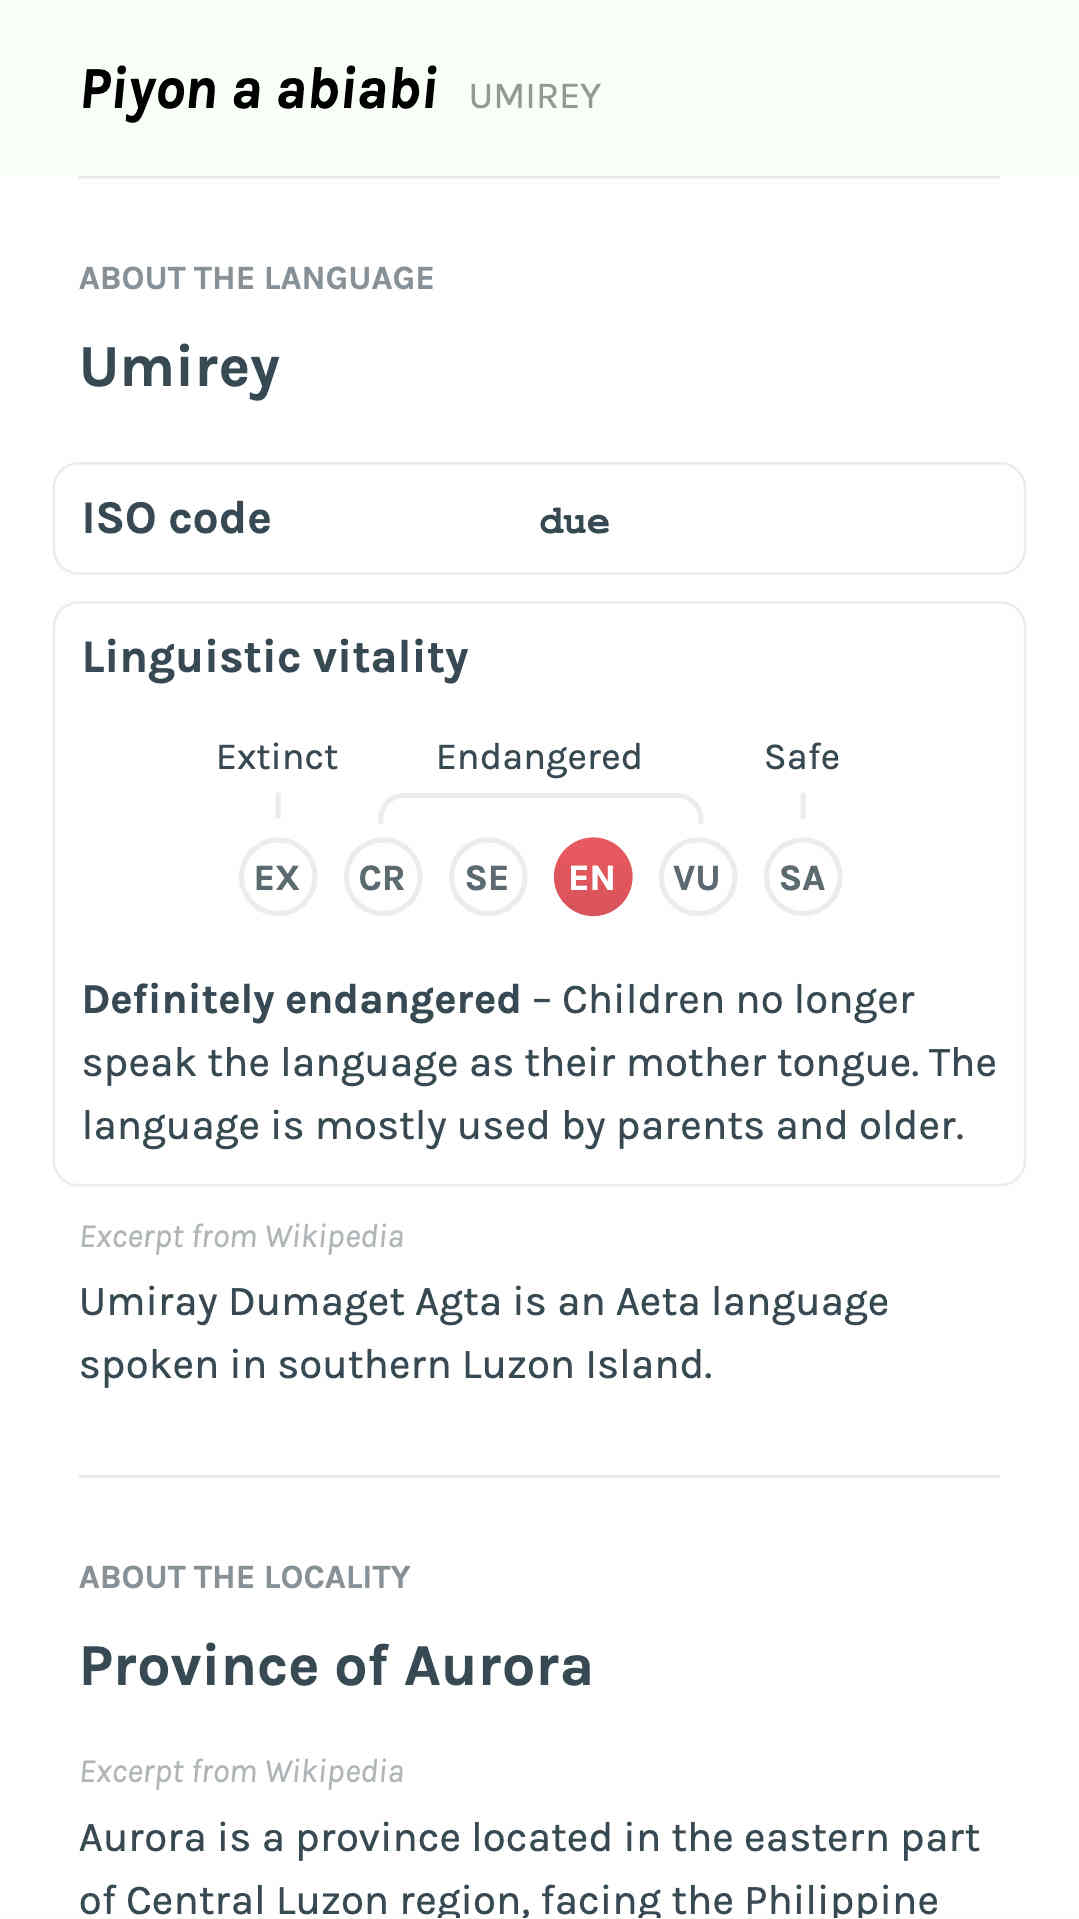 Piyon a abiabi UMIREY
ABOUT THE LANGUAGE
Umirey
ISO code due
Linguistic vitality
Extinct Endangered Safe
EX CR SE EN VU SA
Definitely endangered – Children no longer
speak the language as their mother tongue. The
language is mostly used by parents and older.
Excerpt from Wikipedia
Umiray Dumaget Agta is an Aeta language
spoken in southern Luzon Island.
ABOUT THE LOCALITY
Province of Aurora
Excerpt from Wikipedia
Aurora is a province located in the eastern part
of Central Luzon region, facing the Philippine